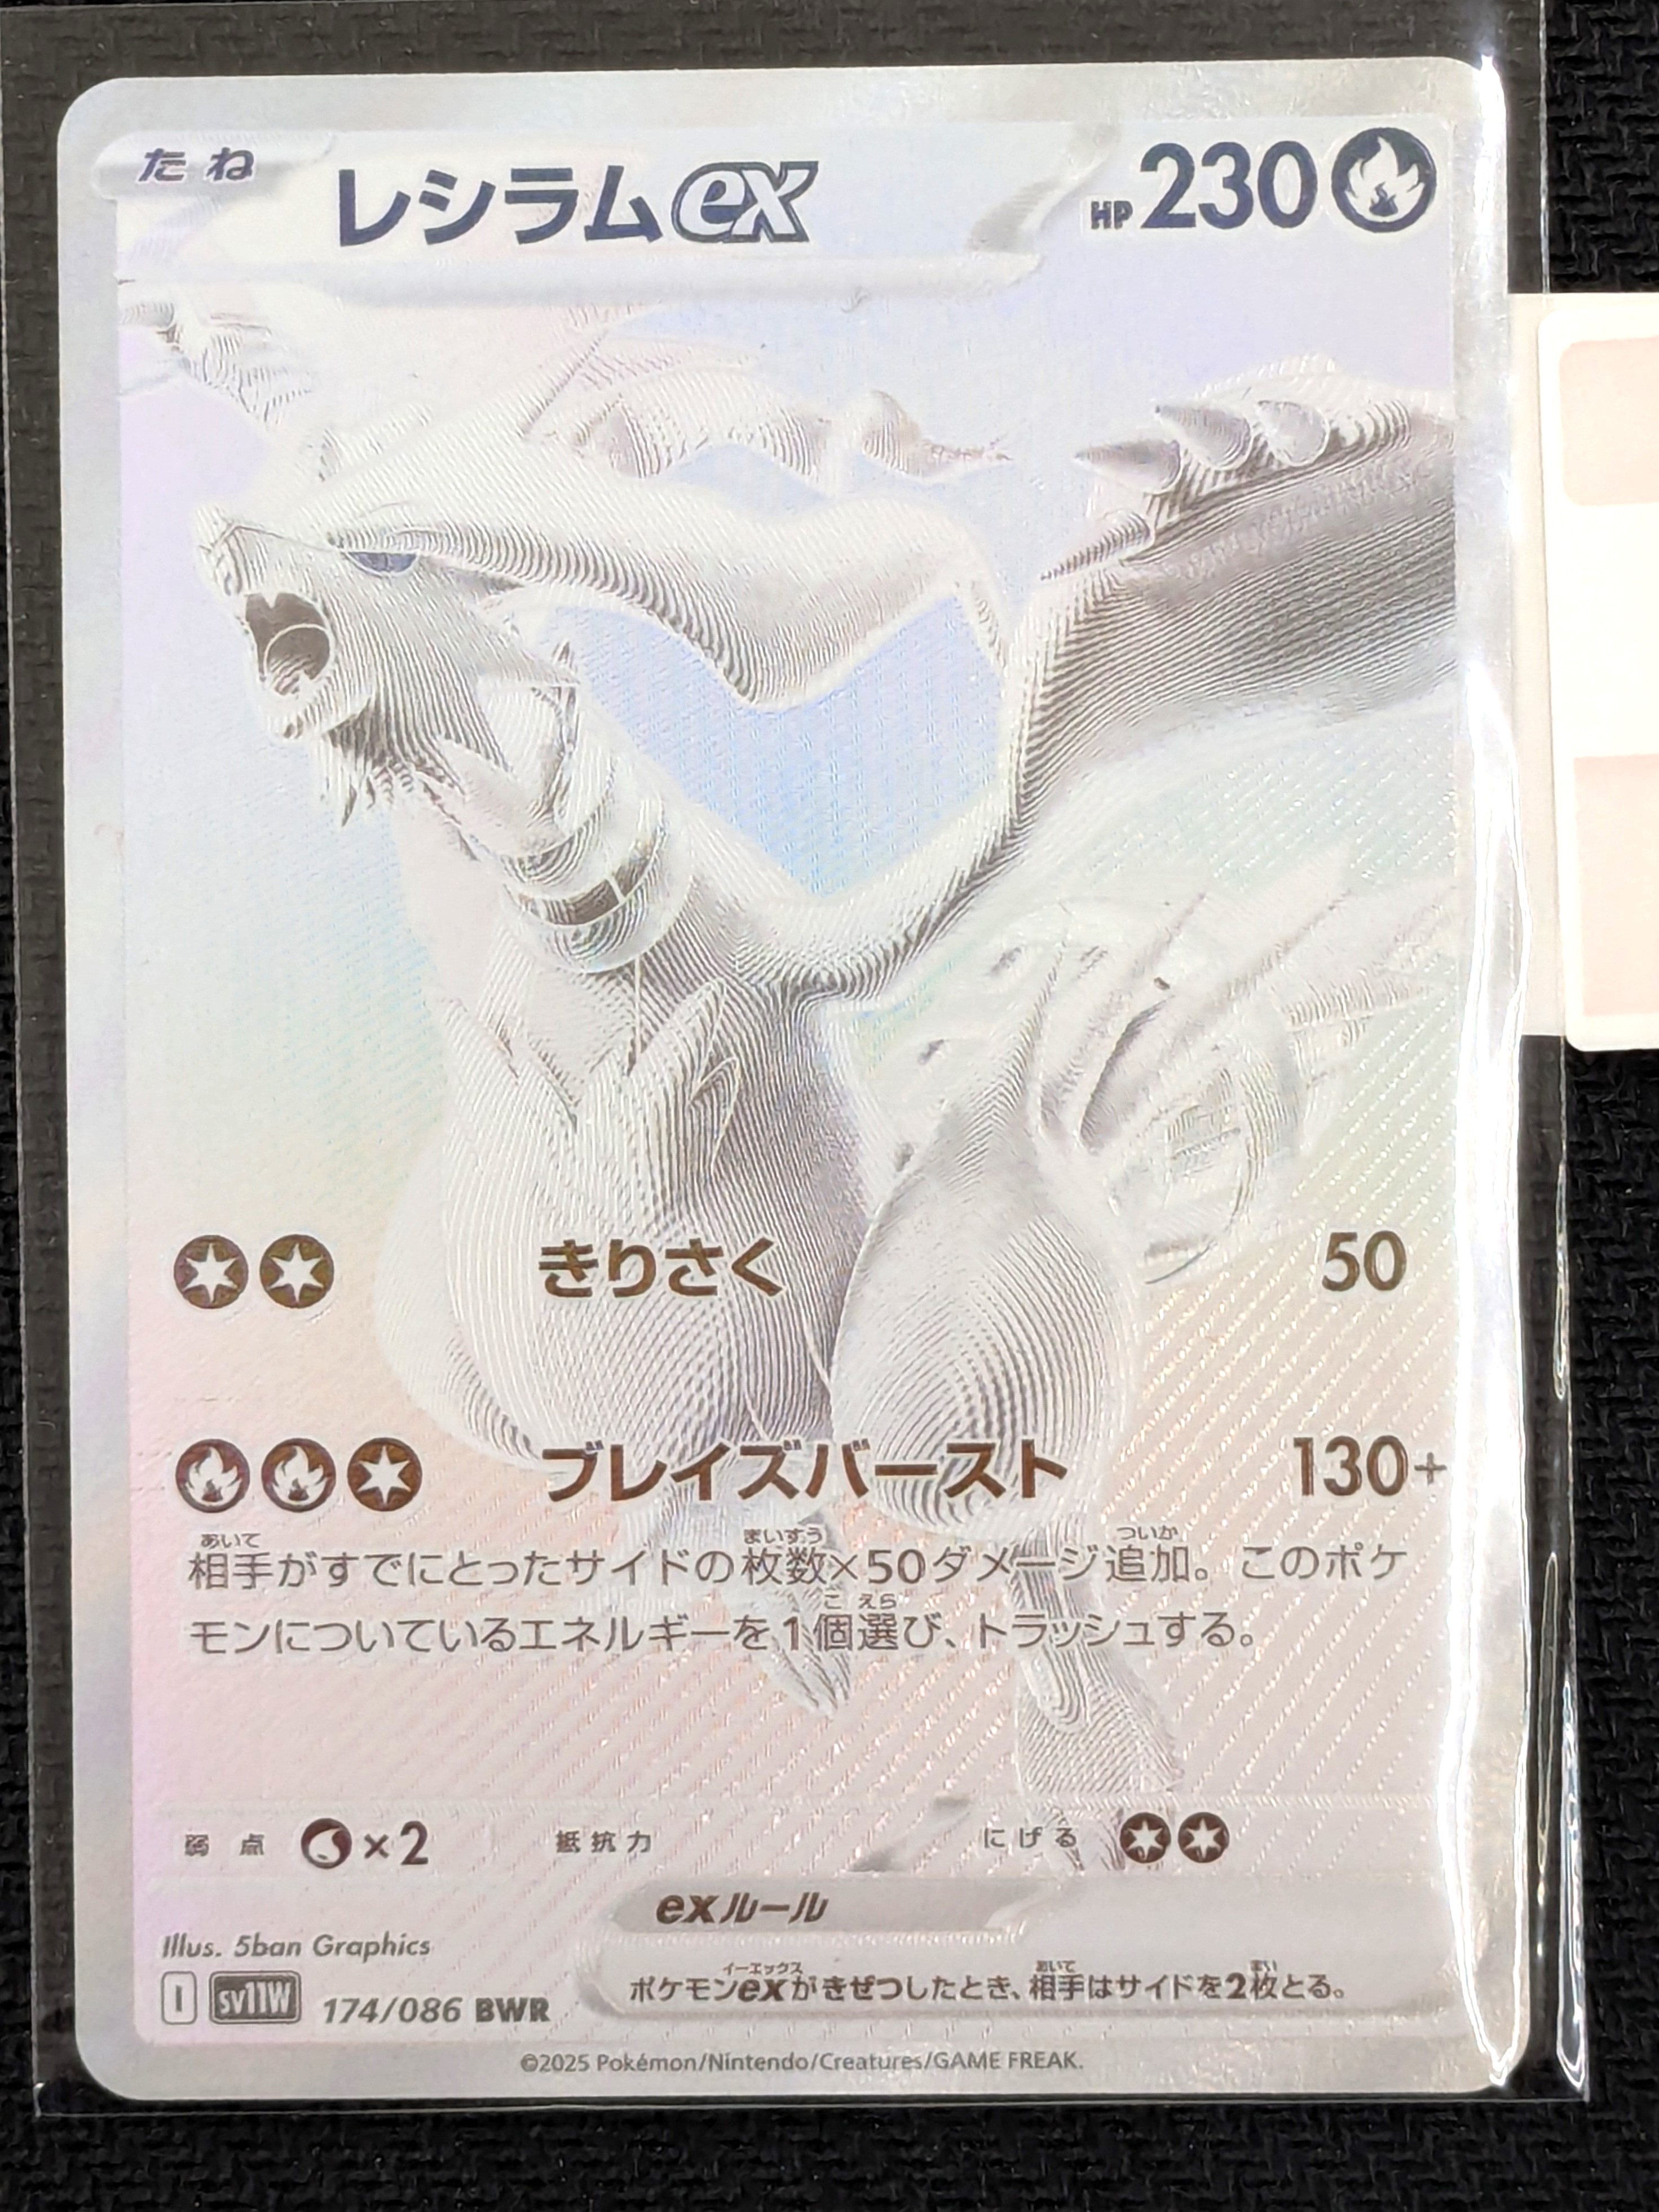 たね レシラムex HP230
きりさく 50
ブレイズバースト 130+
あいて まいすう ついか
相手がすでにとったサイドの枚数×50ダメージ追加。このポケ
こ えら
モンについているエネルギーを1個選び、トラッシュする。
弱点 ×2 抵抗力 にげる
exルール
イーエックス あいて まい
ポケモンexがきぜつしたとき、相手はサイドを2枚とる。
Illus. 5ban Graphics
I SV11W 174/086 BWR
©2025 Pokémon/Nintendo/Creatures/GAME FREAK.